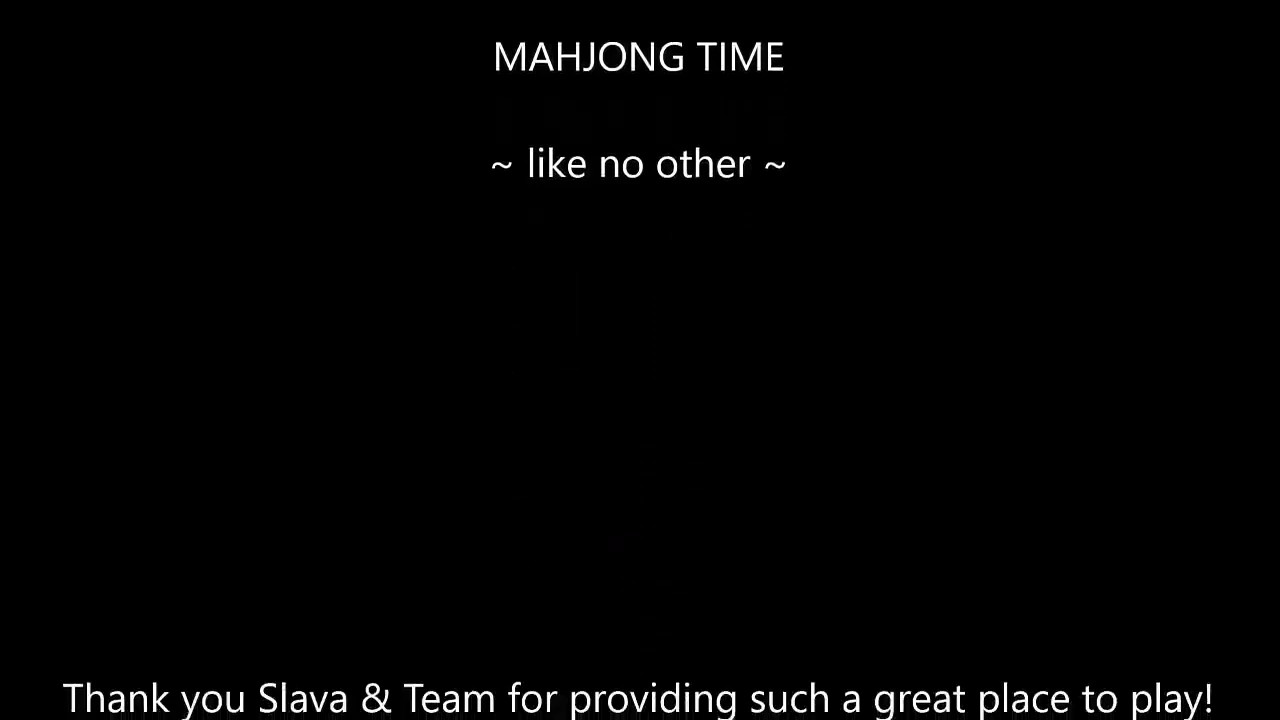 MAHJONG TIME
~ like no other ~
Thank you Slava & Team for providing such a great place to play!